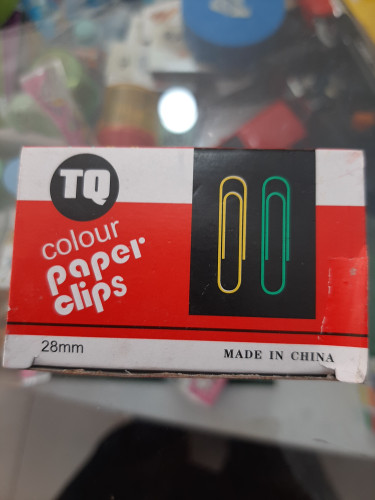 TQ
colour
paper
clips
28mm
MADE IN CHINA